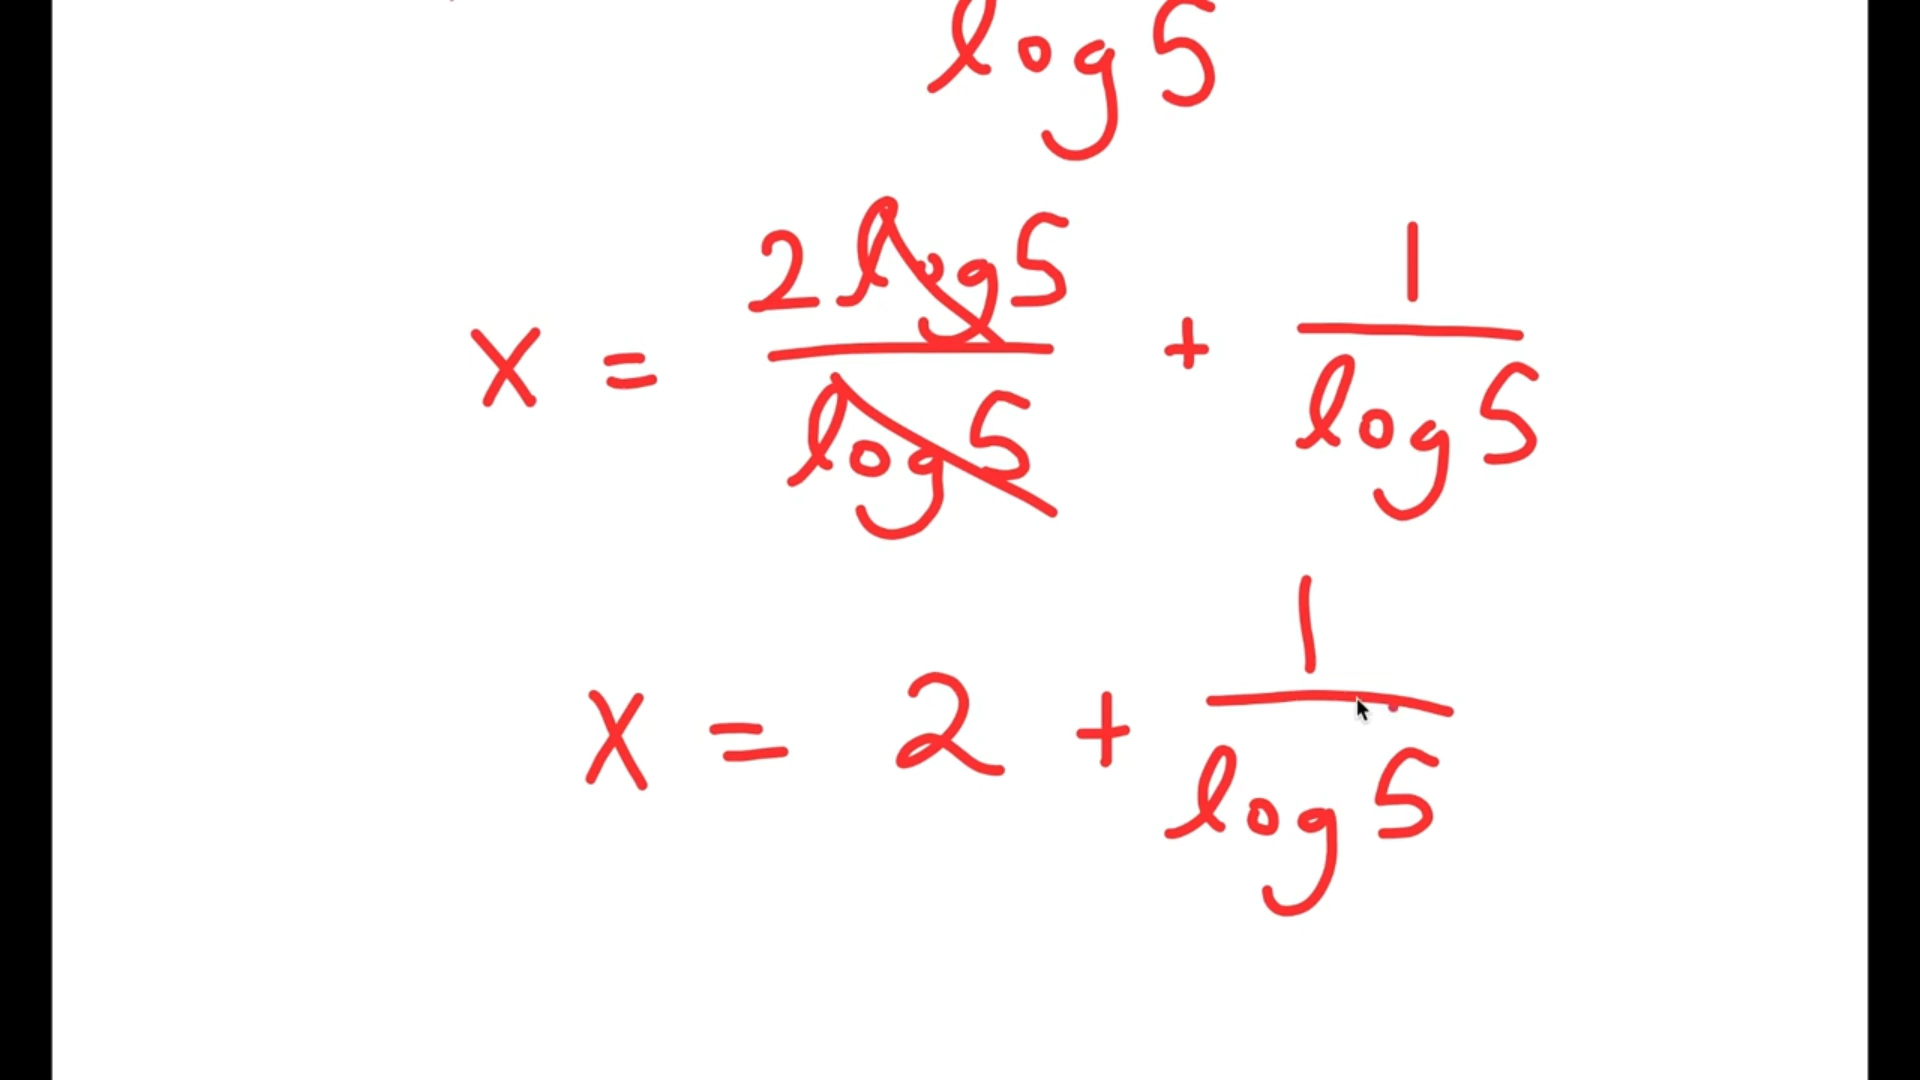 log 5
x = 2 log 5 / log 5 + 1 / log 5
x = 2 + 1 / log 5